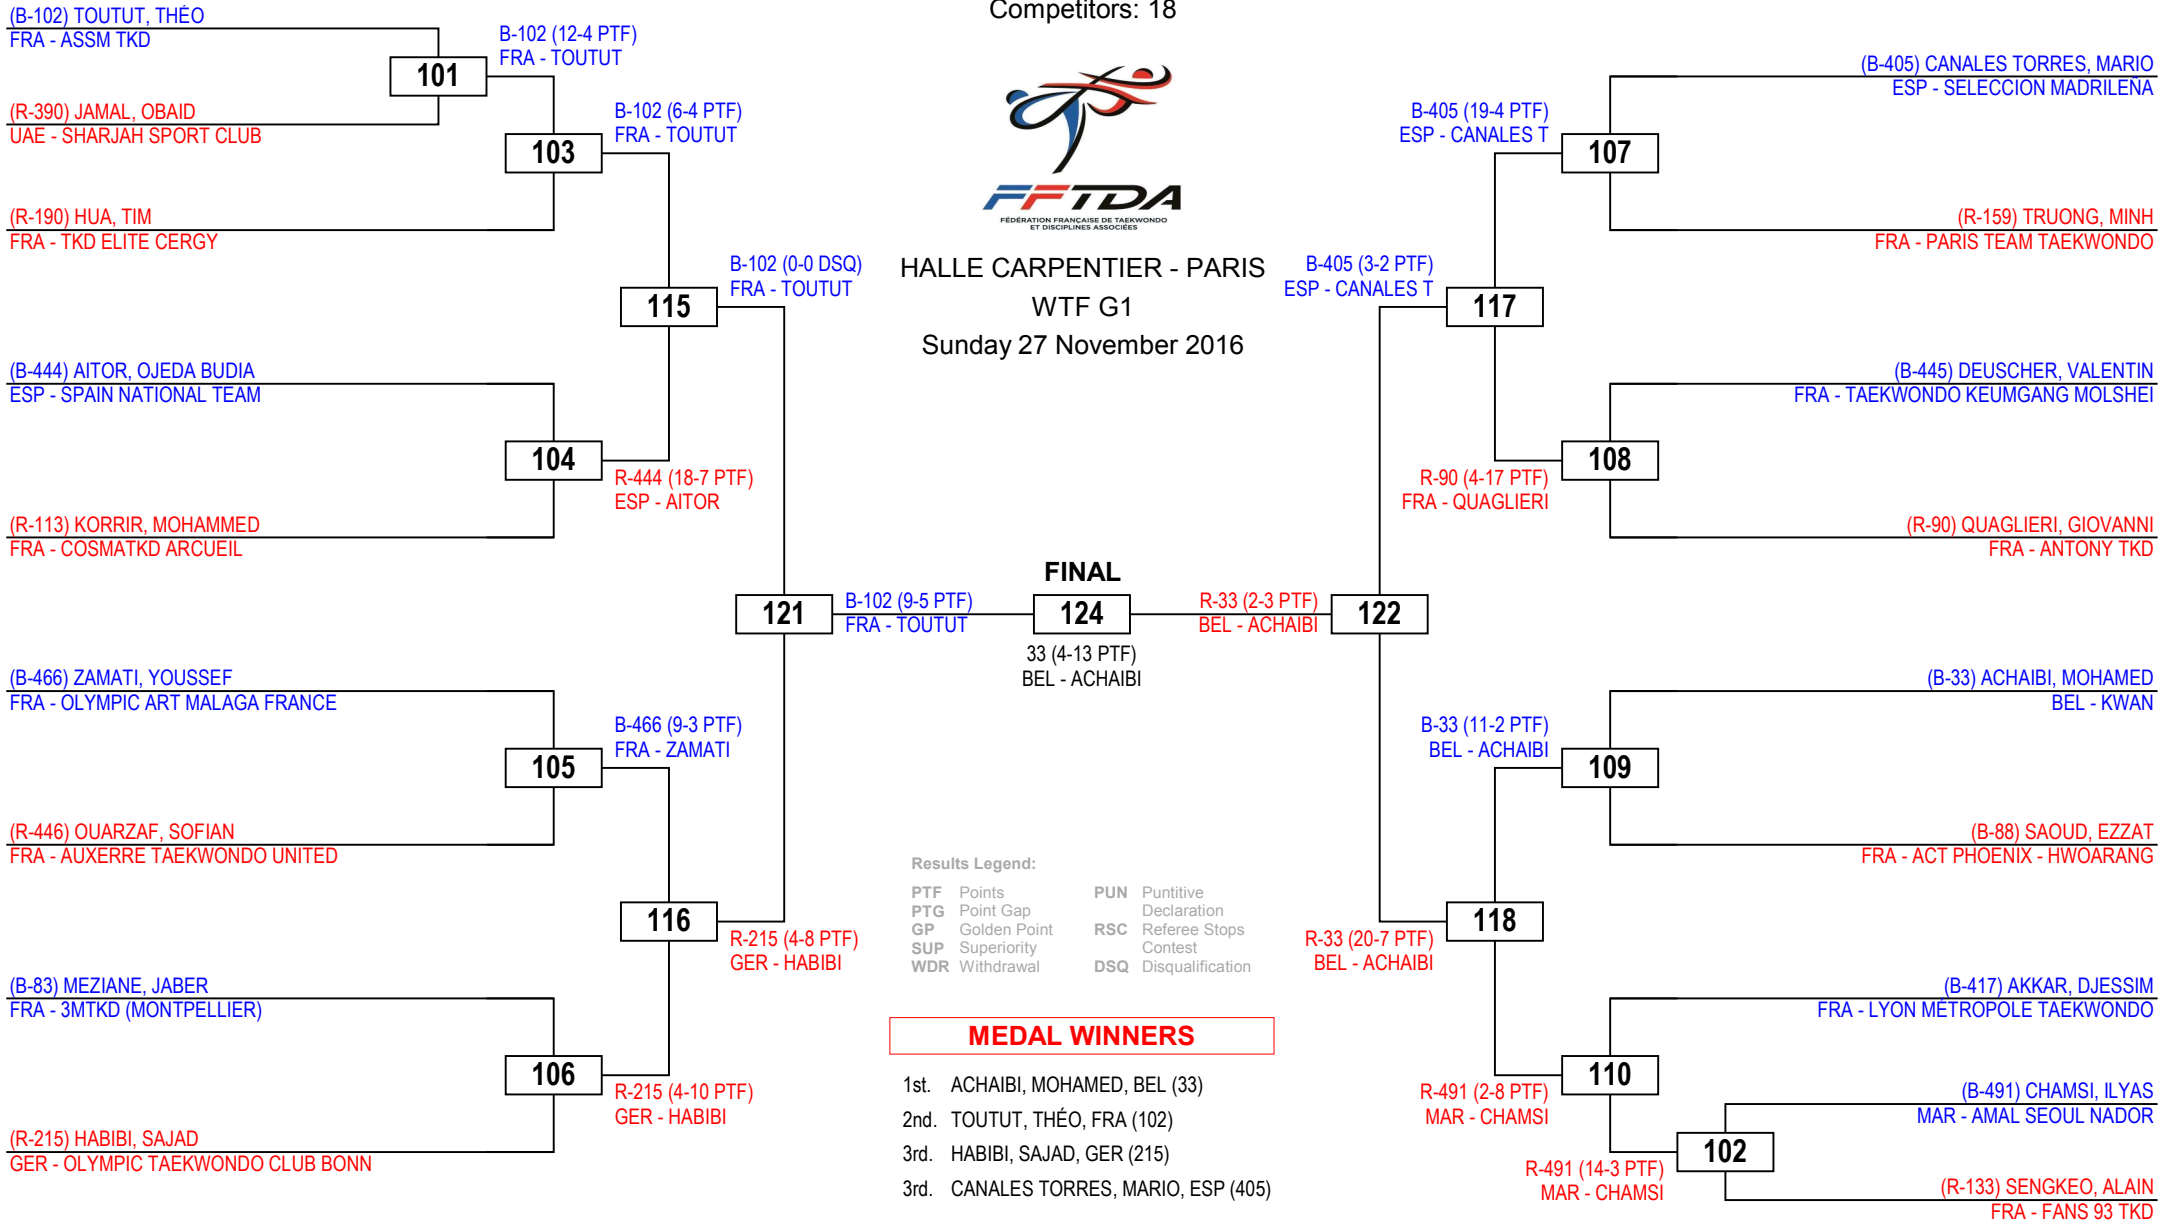 Competitors: 18
(B-102) TOUTUT, THÉO
FRA - ASSM TKD
101
B-102 (12-4 PTF)
FRA - TOUTUT
(R-390) JAMAL, OBAID
UAE - SHARJAH SPORT CLUB
103
B-102 (6-4 PTF)
FRA - TOUTUT
(R-190) HUA, TIM
FRA - TKD ELITE CERGY
115
B-102 (0-0 DSQ)
FRA - TOUTUT
(B-444) AITOR, OJEDA BUDIA
ESP - SPAIN NATIONAL TEAM
104
R-444 (18-7 PTF)
ESP - AITOR
(R-113) KORRIR, MOHAMMED
FRA - COSMATKD ARCUEIL
121
B-102 (9-5 PTF)
FRA - TOUTUT
(B-466) ZAMATI, YOUSSEF
FRA - OLYMPIC ART MALAGA FRANCE
105
B-466 (9-3 PTF)
FRA - ZAMATI
(R-446) OUARZAF, SOFIAN
FRA - AUXERRE TAEKWONDO UNITED
116
R-215 (4-8 PTF)
GER - HABIBI
(B-83) MEZIANE, JABER
FRA - 3MTKD (MONTPELLIER)
106
R-215 (4-10 PTF)
GER - HABIBI
(R-215) HABIBI, SAJAD
GER - OLYMPIC TAEKWONDO CLUB BONN
FFTDA
FÉDÉRATION FRANÇAISE DE TAEKWONDO
ET DISCIPLINES ASSOCIÉES
HALLE CARPENTIER - PARIS
WTF G1
Sunday 27 November 2016
FINAL
124
33 (4-13 PTF)
BEL - ACHAIBI
Results Legend:
PTF Points
PTG Point Gap
GP Golden Point
SUP Superiority
WDR Withdrawal
PUN Puntitive
Declaration
RSC Referee Stops
Contest
DSQ Disqualification
MEDAL WINNERS
1st. ACHAIBI, MOHAMED, BEL (33)
2nd. TOUTUT, THÉO, FRA (102)
3rd. HABIBI, SAJAD, GER (215)
3rd. CANALES TORRES, MARIO, ESP (405)
(B-405) CANALES TORRES, MARIO
ESP - SELECCION MADRILEÑA
B-405 (19-4 PTF)
ESP - CANALES T
107
(R-159) TRUONG, MINH
FRA - PARIS TEAM TAEKWONDO
B-405 (3-2 PTF)
ESP - CANALES T
117
(B-445) DEUSCHER, VALENTIN
FRA - TAEKWONDO KEUMGANG MOLSHEI
108
R-90 (4-17 PTF)
FRA - QUAGLIERI
(R-90) QUAGLIERI, GIOVANNI
FRA - ANTONY TKD
R-33 (2-3 PTF)
BEL - ACHAIBI
122
(B-33) ACHAIBI, MOHAMED
BEL - KWAN
B-33 (11-2 PTF)
BEL - ACHAIBI
109
(B-88) SAOUD, EZZAT
FRA - ACT PHOENIX - HWOARANG
118
R-33 (20-7 PTF)
BEL - ACHAIBI
(B-417) AKKAR, DJESSIM
FRA - LYON MÉTROPOLE TAEKWONDO
110
R-491 (2-8 PTF)
MAR - CHAMSI
(B-491) CHAMSI, ILYAS
MAR - AMAL SEOUL NADOR
102
R-491 (14-3 PTF)
MAR - CHAMSI
(R-133) SENGKEO, ALAIN
FRA - FANS 93 TKD